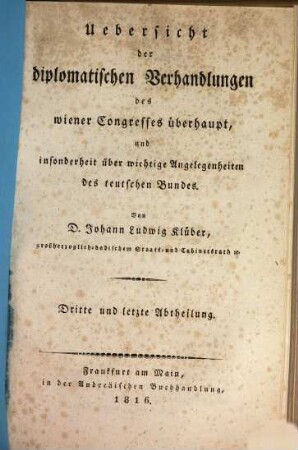 Uebersicht
der
diplomatischen Verhandlungen
des
wiener Congresses überhaupt,
und
insonderheit über wichtige Angelegenheiten
des teutschen Bundes.
Von
D. Johann Ludwig Klüber,
großherzoglich-badischem Staats- und Cabinetsrath ꝛc.
Dritte und letzte Abtheilung.
Frankfurt am Main,
in der Andreäischen Buchhandlung,
1816.